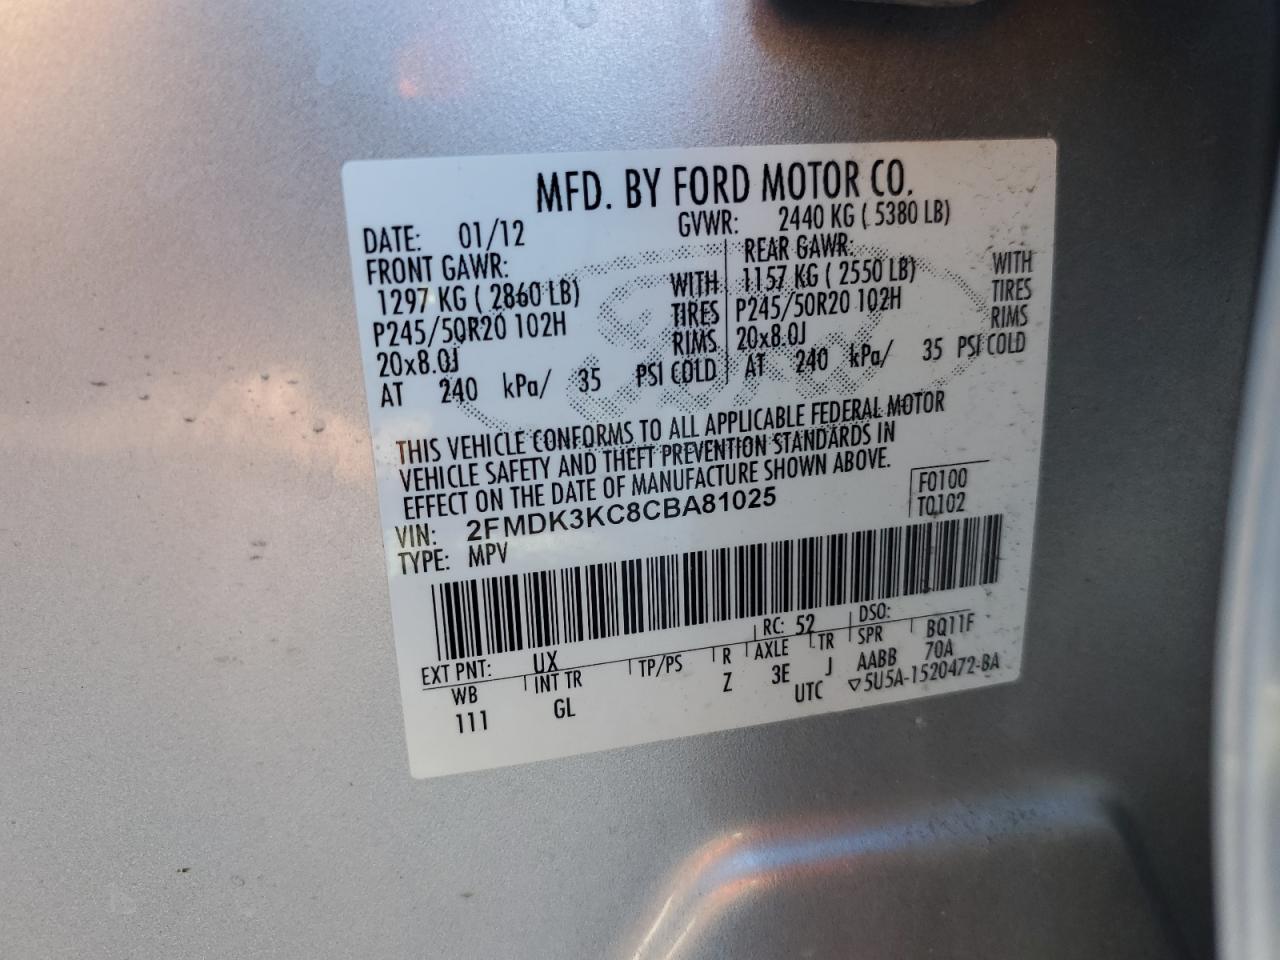 MFD. BY FORD MOTOR CO.
DATE: 01/12 GVWR: 2440 KG ( 5380 LB)
FRONT GAWR: REAR GAWR:
1297 KG ( 2860 LB) WITH 1157 KG ( 2550 LB) WITH
P245/50R20 102H TIRES P245/50R20 102H TIRES
20x8.0J RIMS 20x8.0J RIMS
AT 240 kPa/ 35 PSI COLD AT 240 kPa/ 35 PSI COLD
THIS VEHICLE CONFORMS TO ALL APPLICABLE FEDERAL MOTOR
VEHICLE SAFETY AND THEFT PREVENTION STANDARDS IN
EFFECT ON THE DATE OF MANUFACTURE SHOWN ABOVE.
VIN: 2FMDK3KC8CBA81025 F0100
TYPE: MPV T0102
EXT PNT: UX RC: 52 DSO:
WB INT TR TP/PS R AXLE TR SPR BQ11F
111 GL Z 3E J AABB 70A
UTC ▽5U5A-1520472-BA